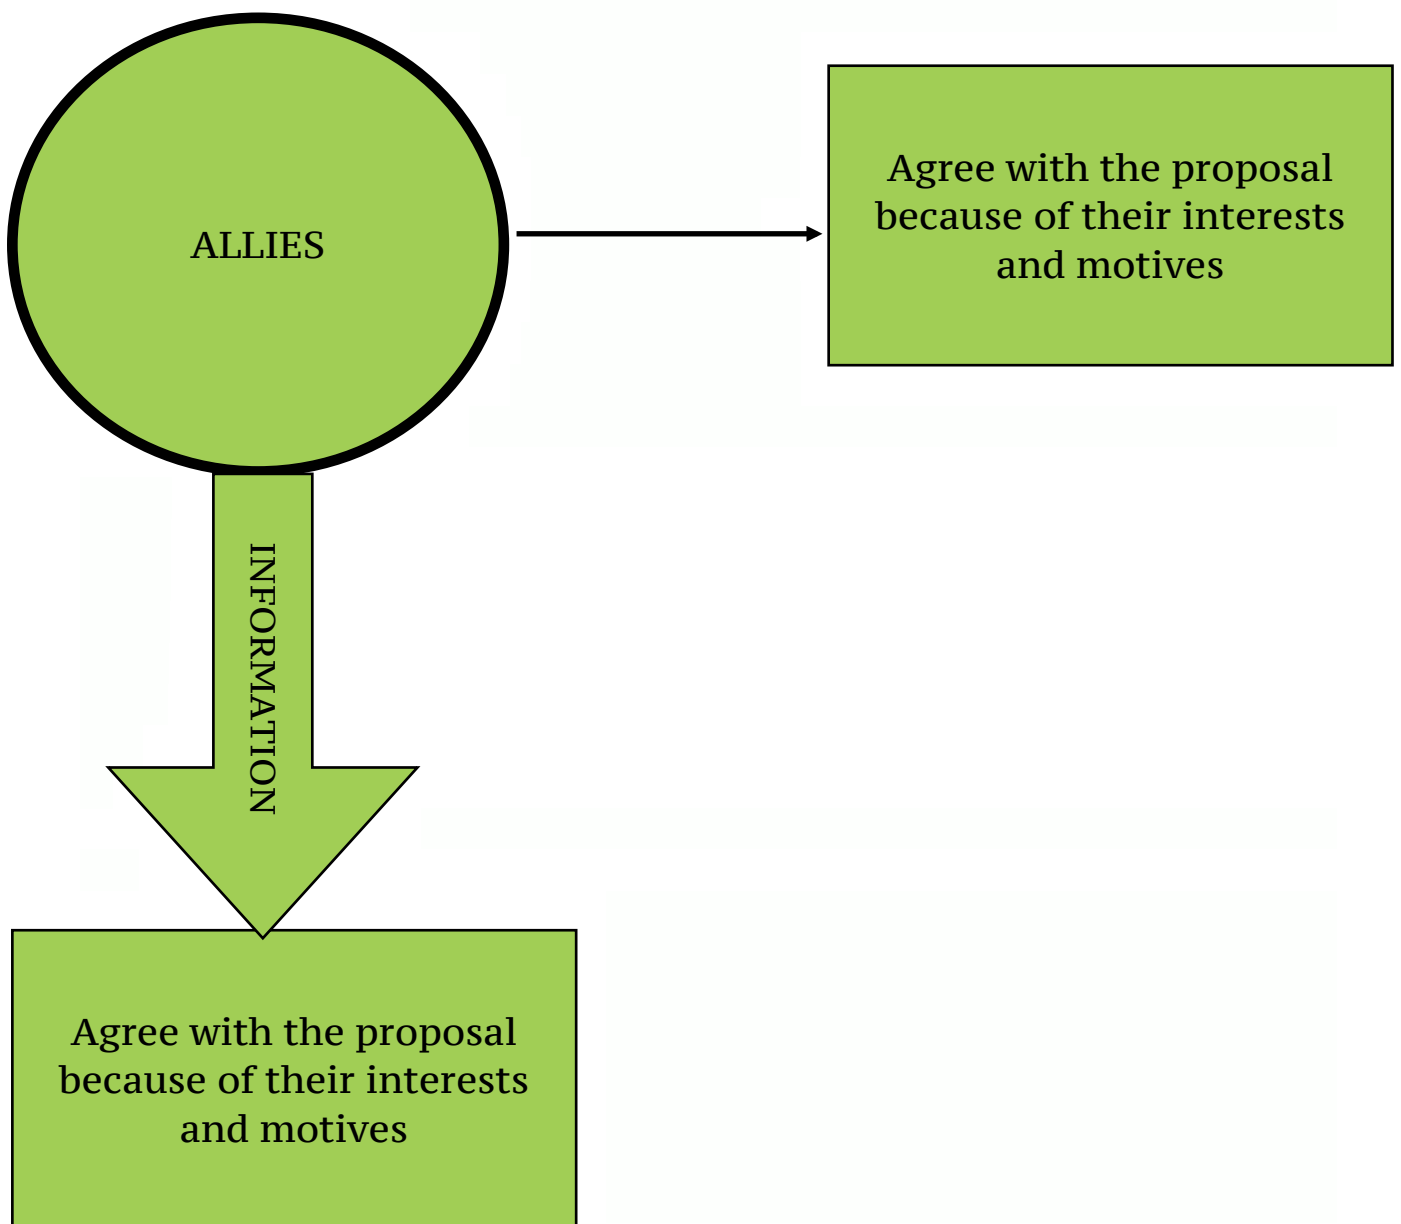 ALLIES
Agree with the proposal
because of their interests
and motives
INFORMATION
Agree with the proposal
because of their interests
and motives